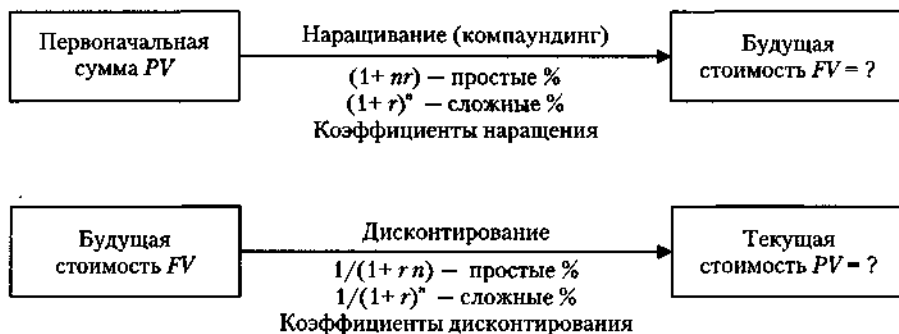 Первоначальная
сумма PV
Наращивание (компаундинг)
(1+ nr) — простые %
(1+ r)ⁿ — сложные %
Коэффициенты наращения
Будущая
стоимость FV = ?
Будущая
стоимость FV
Дисконтирование
1/(1+ r n) — простые %
1/(1+ r)ⁿ — сложные %
Коэффициенты дисконтирования
Текущая
стоимость PV = ?